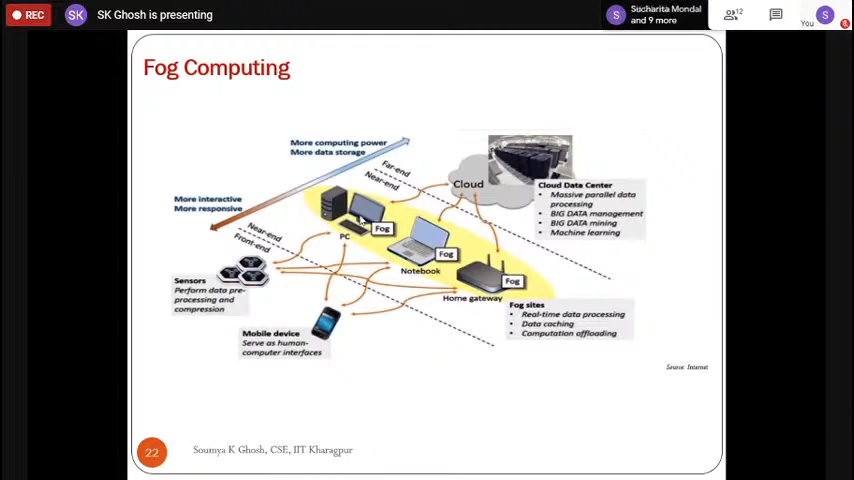 REC
SK
SK Ghosh is presenting
S
Sucharita Mondal
and 9 more
12
You
S
Fog Computing
More computing power
More data storage
Far-end
Near-end
More interactive
More responsive
Near-end
Front-end
Cloud
Cloud Data Center
• Massive parallel data
processing
• BIG DATA management
• BIG DATA mining
• Machine learning
Fog
PC
Fog
Notebook
Fog
Home gateway
Sensors
Perform data pre-
processing and
compression
Mobile device
Serve as human-
computer interfaces
Fog sites
• Real-time data processing
• Data caching
• Computation offloading
Source: Internet
22
Soumya K Ghosh, CSE, IIT Kharagpur